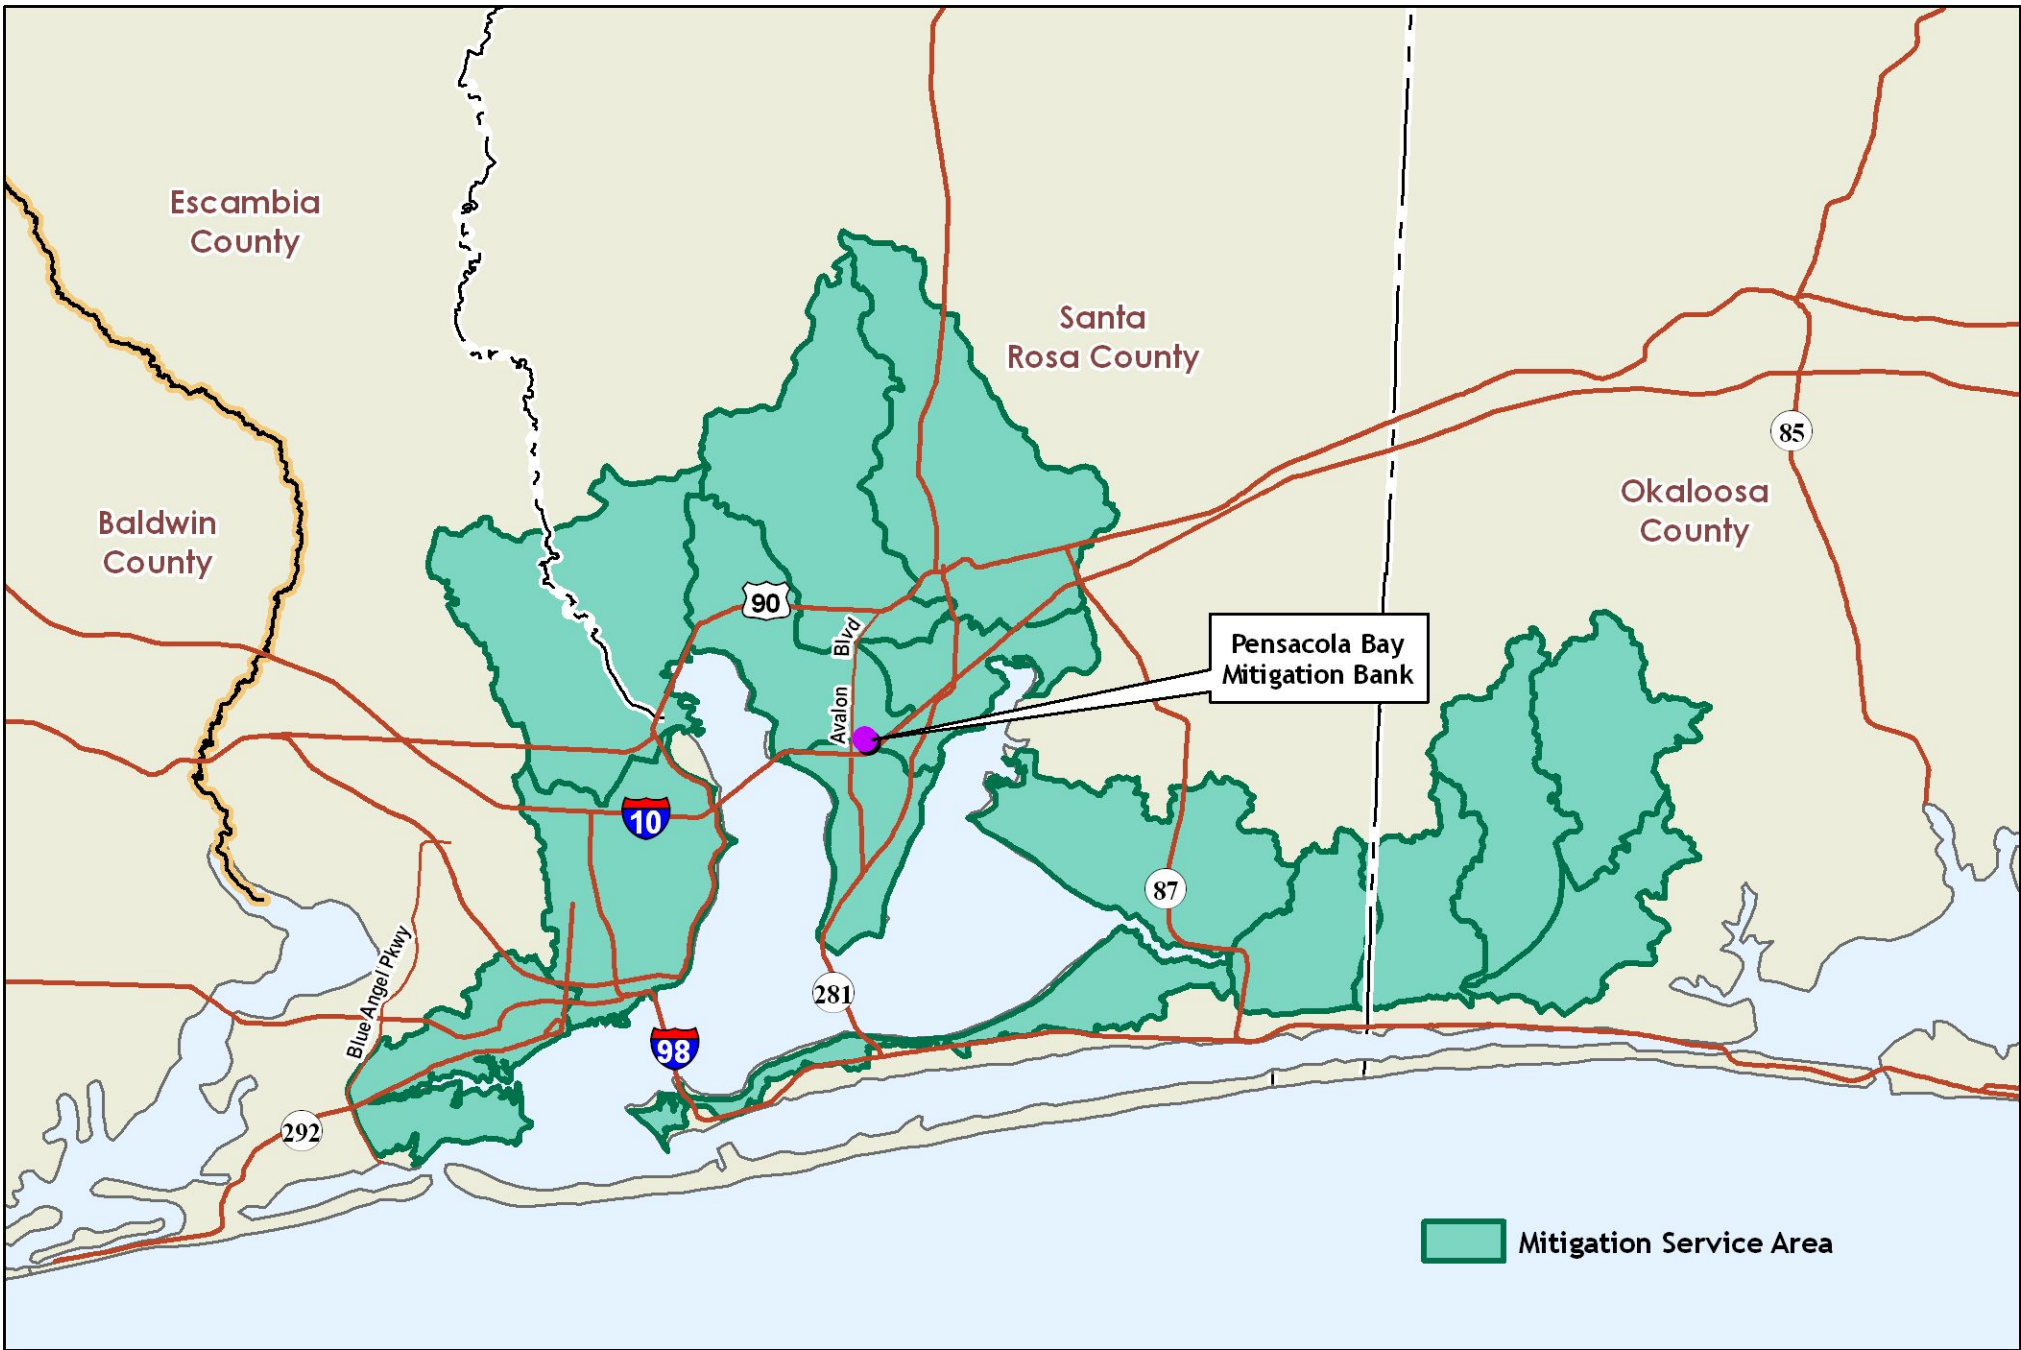 Escambia
County
Santa
Rosa County
Baldwin
County
Okaloosa
County
85
90
Blvd
Avalon
Pensacola Bay
Mitigation Bank
10
87
Blue Angel Pkwy
281
98
292
Mitigation Service Area